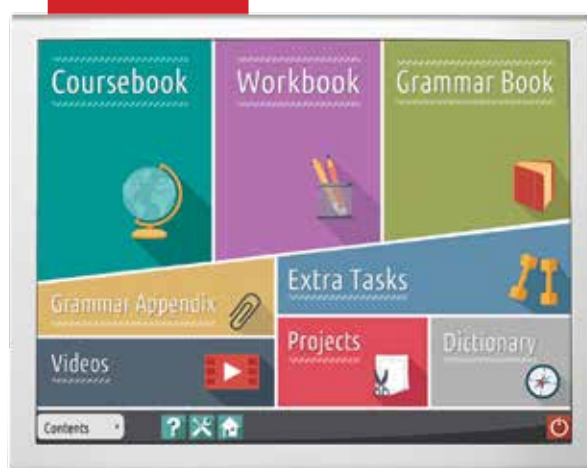 Coursebook
Workbook
Grammar Book
Grammar Appendix
Extra Tasks
Videos
Projects
Dictionary
Contents
?